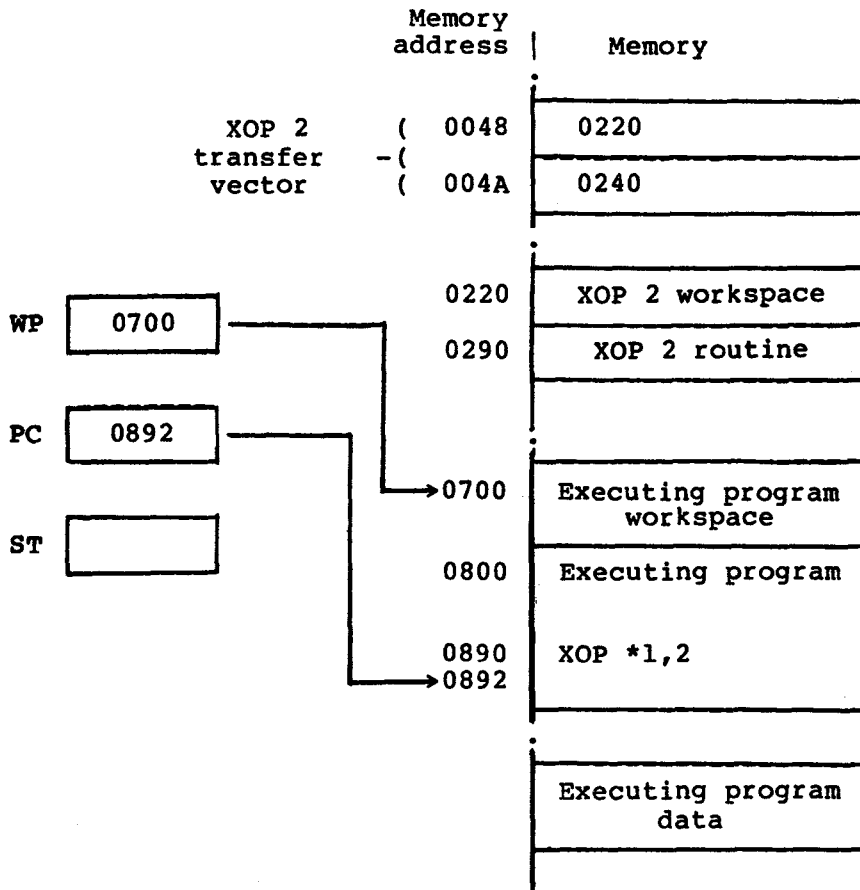 Memory
address | Memory
XOP 2 ( 0048 0220
transfer -(
vector ( 004A 0240
0220 XOP 2 workspace
WP 0700
0290 XOP 2 routine
PC 0892
0700 Executing program
workspace
ST
0800 Executing program
0890 XOP *1,2
0892
Executing program
data